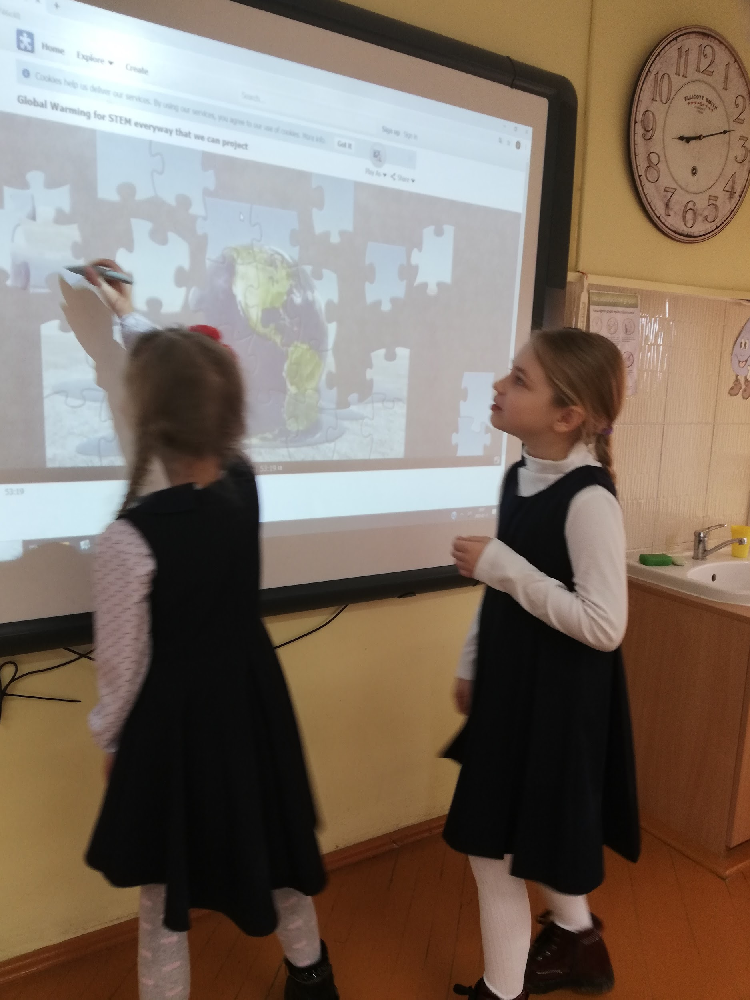 Home Explore Create
Search...
Cookies help us deliver our services. By using our services, you agree to our use of cookies. More info
Got it
Sign up Sign in
Global Warming for STEM everyway that we can project
Play As Share
53:19
53:19
11 12 1
10 2
9 3
8 4
7 6 5
ELLICOTT SMITH